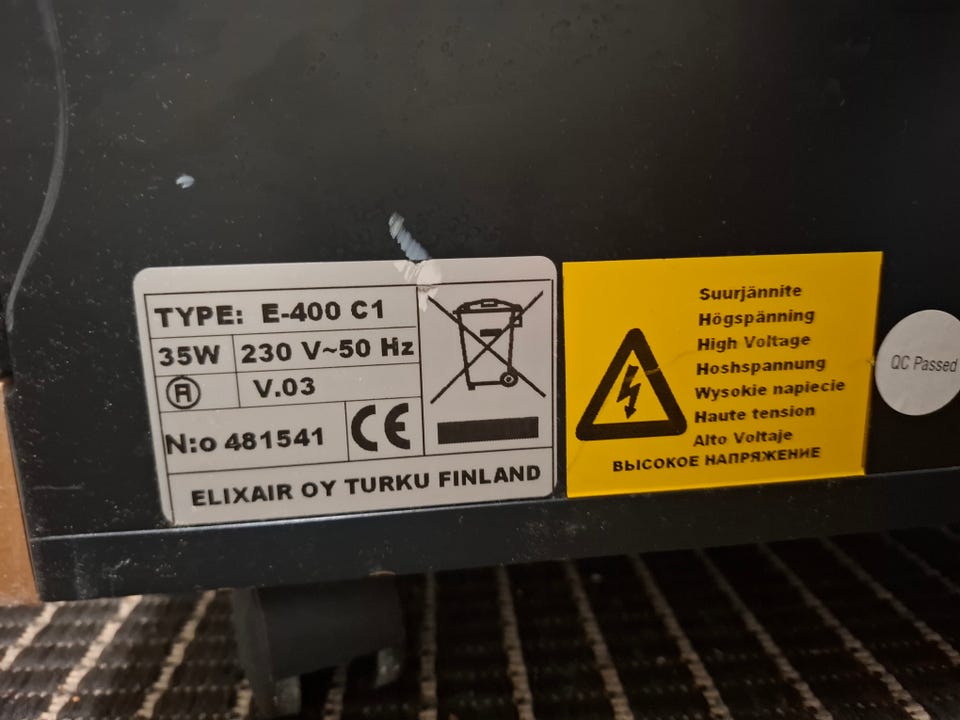 TYPE: E-400 C1
35W 230 V~50 Hz
R V.03
N:o 481541 CE
ELIXAIR OY TURKU FINLAND
Suurjännite
Högspänning
High Voltage
Hoshspannung
Wysokie napiecie
Haute tension
Alto Voltaje
ВЫСОКОЕ НАПРЯЖЕНИЕ
QC Passed